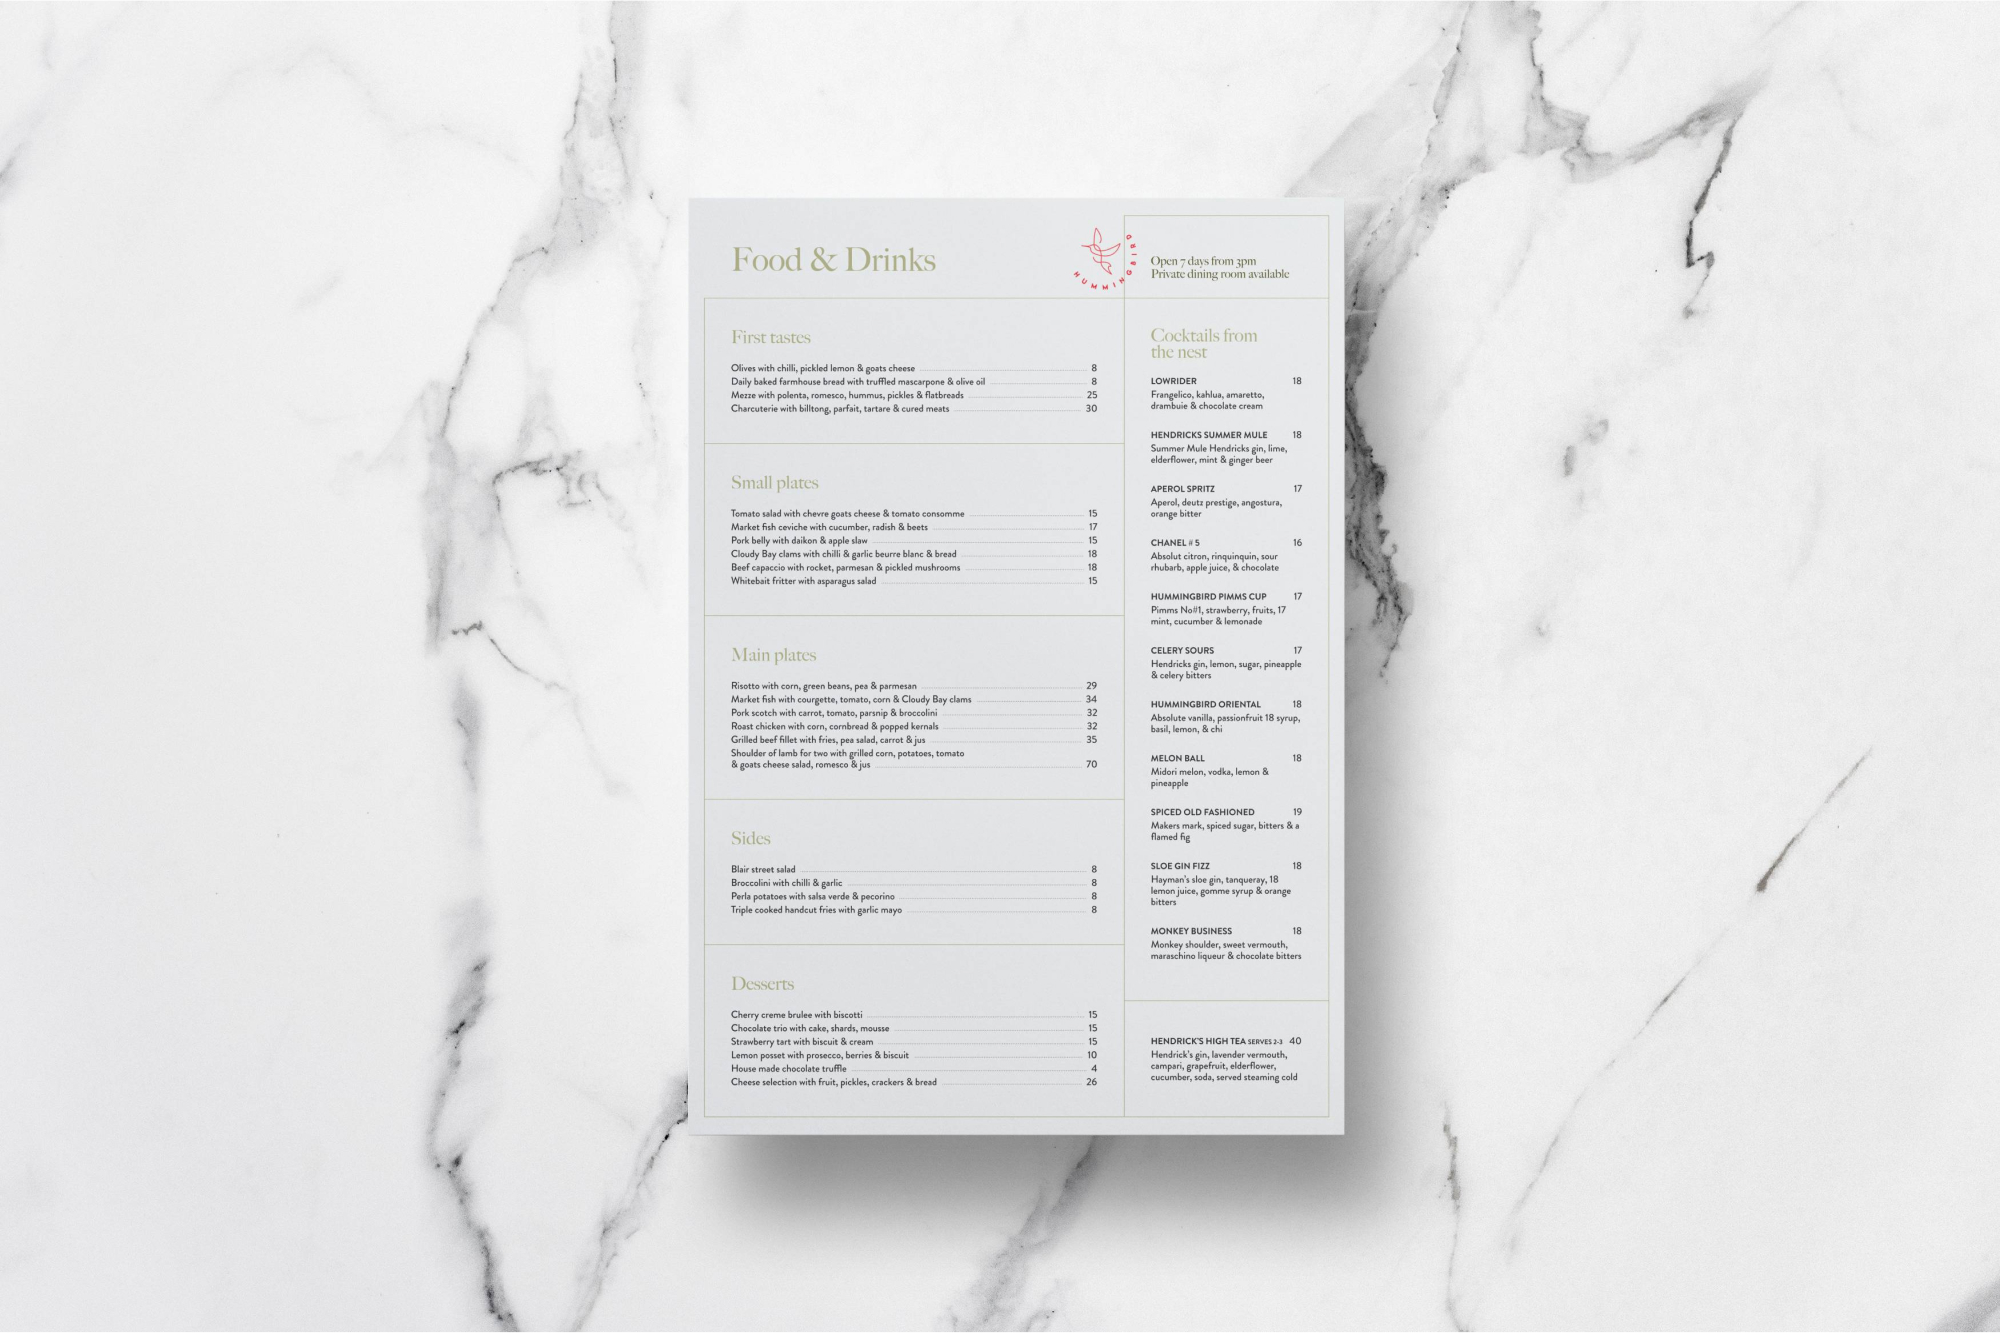 Food & Drinks
HUMMINGBIRD
Open 7 days from 3pm
Private dining room available
First tastes
Olives with chilli, pickled lemon & goats cheese 8
Daily baked farmhouse bread with truffled mascarpone & olive oil 8
Mezze with polenta, romesco, hummus, pickles & flatbreads 25
Charcuterie with billtong, parfait, tartare & cured meats 30
Small plates
Tomato salad with chevre goats cheese & tomato consomme 15
Market fish ceviche with cucumber, radish & beets 17
Pork belly with daikon & apple slaw 15
Cloudy Bay clams with chilli & garlic beurre blanc & bread 18
Beef capaccio with rocket, parmesan & pickled mushrooms 18
Whitebait fritter with asparagus salad 15
Main plates
Risotto with corn, green beans, pea & parmesan 29
Market fish with courgette, tomato, corn & Cloudy Bay clams 34
Pork scotch with carrot, tomato, parsnip & broccolini 32
Roast chicken with corn, cornbread & popped kernals 32
Grilled beef fillet with fries, pea salad, carrot & jus 35
Shoulder of lamb for two with grilled corn, potatoes, tomato
& goats cheese salad, romesco & jus 70
Sides
Blair street salad 8
Broccolini with chilli & garlic 8
Perla potatoes with salsa verde & pecorino 8
Triple cooked handcut fries with garlic mayo 8
Desserts
Cherry creme brulee with biscotti 15
Chocolate trio with cake, shards, mousse 15
Strawberry tart with biscuit & cream 15
Lemon posset with prosecco, berries & biscuit 10
House made chocolate truffle 4
Cheese selection with fruit, pickles, crackers & bread 26
Cocktails from
the nest
LOWRIDER 18
Frangelico, kahlua, amaretto,
drambuie & chocolate cream
HENDRICKS SUMMER MULE 18
Summer Mule Hendricks gin, lime,
elderflower, mint & ginger beer
APEROL SPRITZ 17
Aperol, deutz prestige, angostura,
orange bitter
CHANEL # 5 16
Absolut citron, rinquinquin, sour
rhubarb, apple juice, & chocolate
HUMMINGBIRD PIMMS CUP 17
Pimms No#1, strawberry, fruits, 17
mint, cucumber & lemonade
CELERY SOURS 17
Hendricks gin, lemon, sugar, pineapple
& celery bitters
HUMMINGBIRD ORIENTAL 18
Absolute vanilla, passionfruit 18 syrup,
basil, lemon, & chi
MELON BALL 18
Midori melon, vodka, lemon &
pineapple
SPICED OLD FASHIONED 19
Makers mark, spiced sugar, bitters & a
flamed fig
SLOE GIN FIZZ 18
Hayman's sloe gin, tanqueray, 18
lemon juice, gomme syrup & orange
bitters
MONKEY BUSINESS 18
Monkey shoulder, sweet vermouth,
maraschino liqueur & chocolate bitters
HENDRICK'S HIGH TEA SERVES 2-3 40
Hendrick's gin, lavender vermouth,
campari, grapefruit, elderflower,
cucumber, soda, served steaming cold